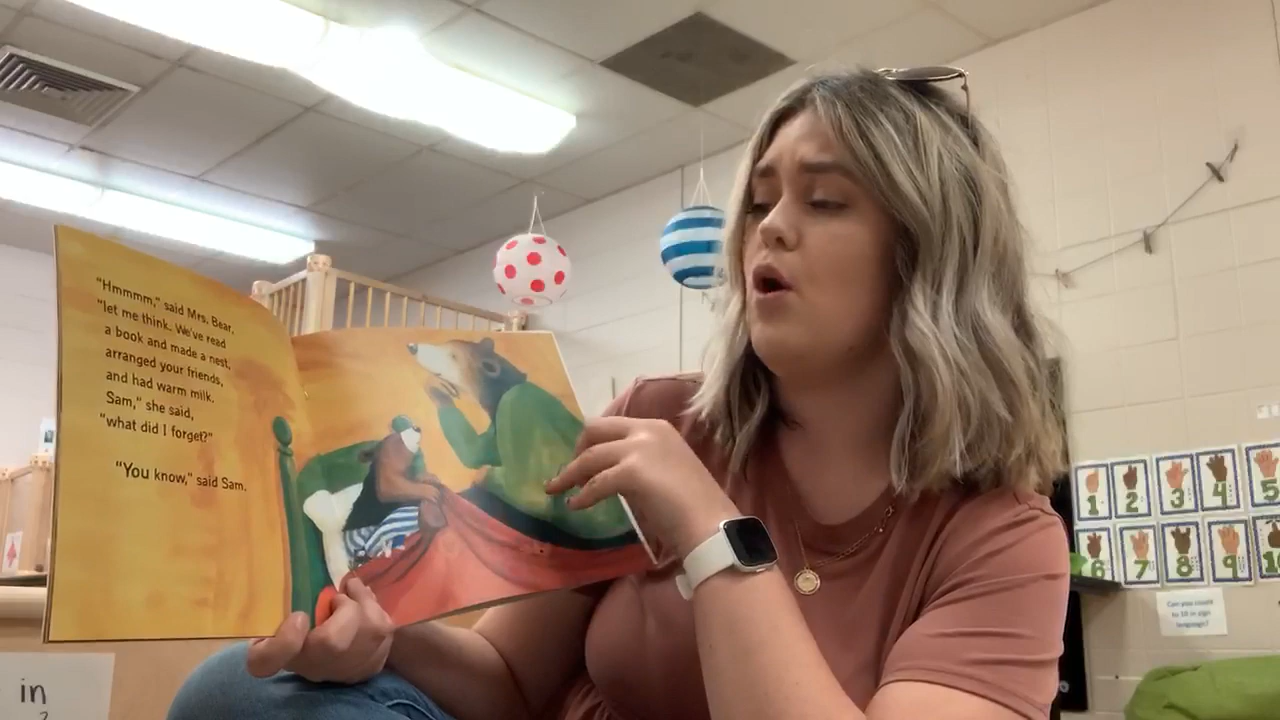 "Hmmmm," said Mrs. Bear,
"let me think. We've read
a book and made a nest,
arranged your friends,
and had warm milk.
Sam," she said,
"what did I forget?"
"You know," said Sam.
in
?
1 2 3 4 5
6 7 8 9 10
Can you count
to 10 in sign
language?